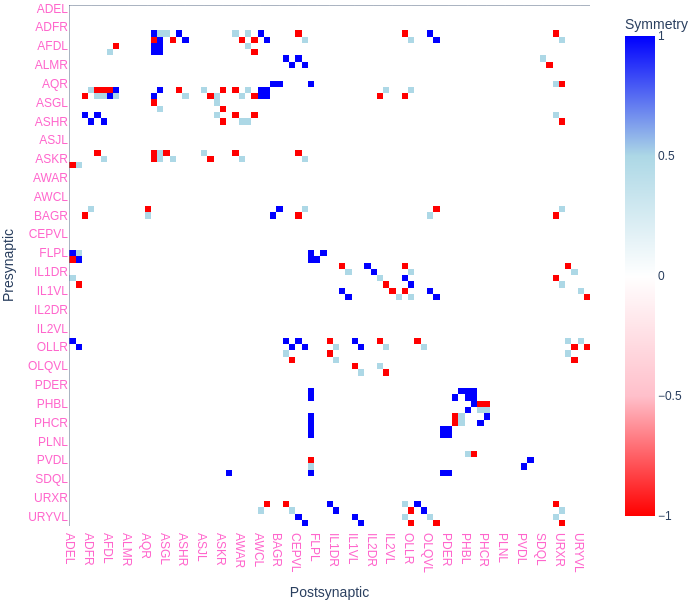 Symmetry
1
0.5
0
−0.5
−1
Presynaptic
ADEL
ADFR
AFDL
ALMR
AQR
ASGL
ASHR
ASJL
ASKR
AWAR
AWCL
BAGR
CEPVL
FLPL
IL1DR
IL1VL
IL2DR
IL2VL
OLLR
OLQVL
PDER
PHBL
PHCR
PLNL
PVDL
SDQL
URXR
URYVL
ADEL ADFR AFDL ALMR AQR ASGL ASHR ASJL ASKR AWAR AWCL BAGR CEPVL FLPL IL1DR IL1VL IL2DR IL2VL OLLR OLQVL PDER PHBL PHCR PLNL PVDL SDQL URXR URYVL
Postsynaptic